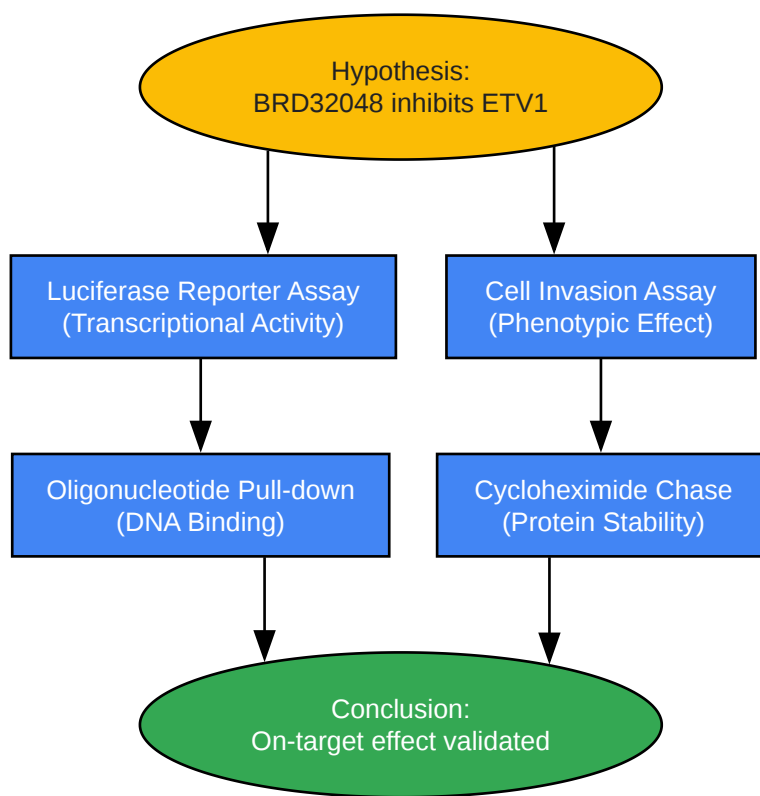 Hypothesis:
BRD32048 inhibits ETV1
Luciferase Reporter Assay
(Transcriptional Activity)
Cell Invasion Assay
(Phenotypic Effect)
Oligonucleotide Pull-down
(DNA Binding)
Cycloheximide Chase
(Protein Stability)
Conclusion:
On-target effect validated